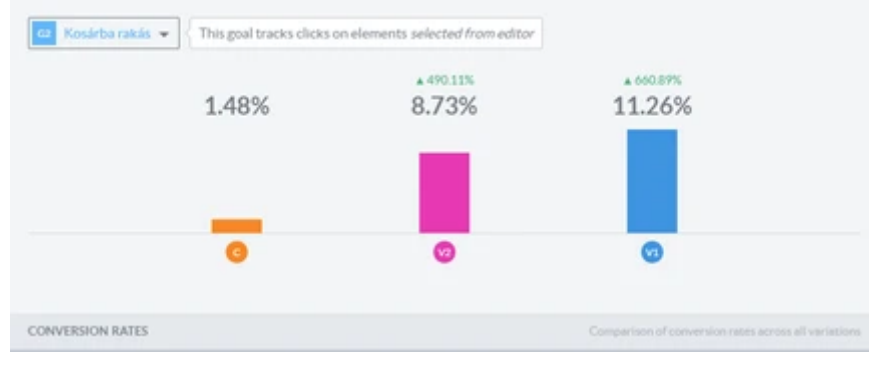 G2 Kosárba rakás This goal tracks clicks on elements selected from editor
▲ 490.11% ▲ 660.89%
1.48% 8.73% 11.26%
C V2 V1
CONVERSION RATES Comparison of conversion rates across all variations